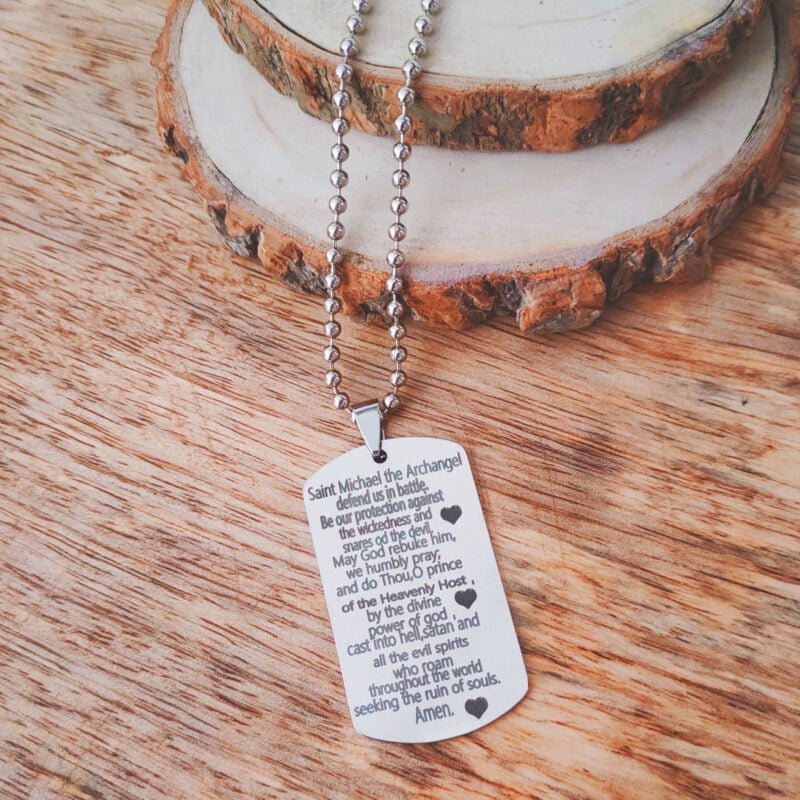 Saint Michael the Archangel
defend us in battle.
Be our protection against
the wickedness and
snares od the devil,
May God rebuke him,
we humbly pray;
and do Thou,O prince
of the Heavenly Host ,
by the divine
power of god
cast into hell,satan and
all the evil spirits
who roam
throughout the world
seeking the ruin of souls.
Amen.